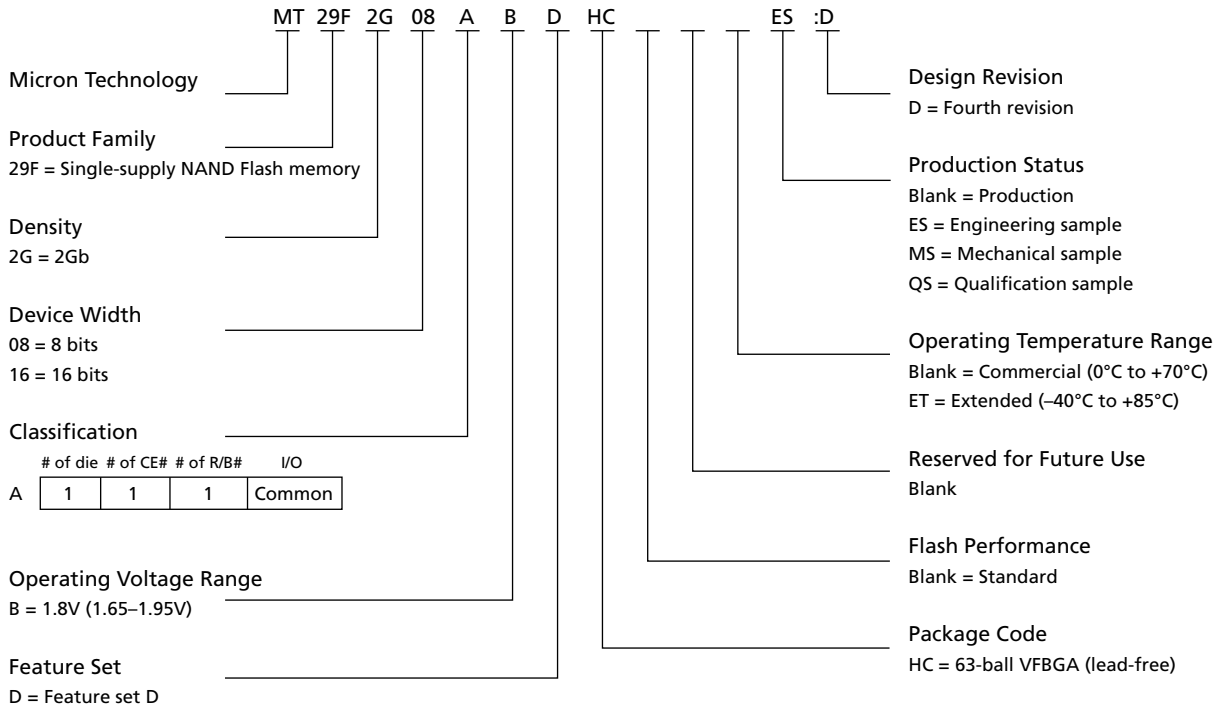 MT 29F 2G 08 A B D HC ES :D
Micron Technology
Product Family
29F = Single-supply NAND Flash memory
Density
2G = 2Gb
Device Width
08 = 8 bits
16 = 16 bits
Classification
# of die # of CE# # of R/B# I/O
A 1 1 1 Common
Operating Voltage Range
B = 1.8V (1.65–1.95V)
Feature Set
D = Feature set D
Design Revision
D = Fourth revision
Production Status
Blank = Production
ES = Engineering sample
MS = Mechanical sample
QS = Qualification sample
Operating Temperature Range
Blank = Commercial (0°C to +70°C)
ET = Extended (–40°C to +85°C)
Reserved for Future Use
Blank
Flash Performance
Blank = Standard
Package Code
HC = 63-ball VFBGA (lead-free)